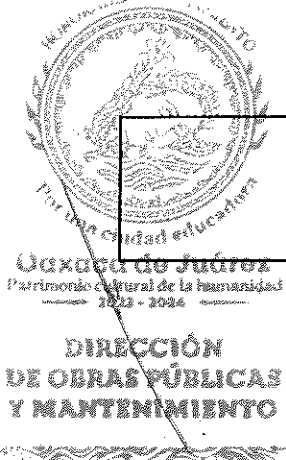 Por una ciudad educadora
Oaxaca de Juárez
Patrimonio cultural de la humanidad
2022 - 2024
DIRECCIÓN
DE OBRAS PÚBLICAS
Y MANTENIMIENTO